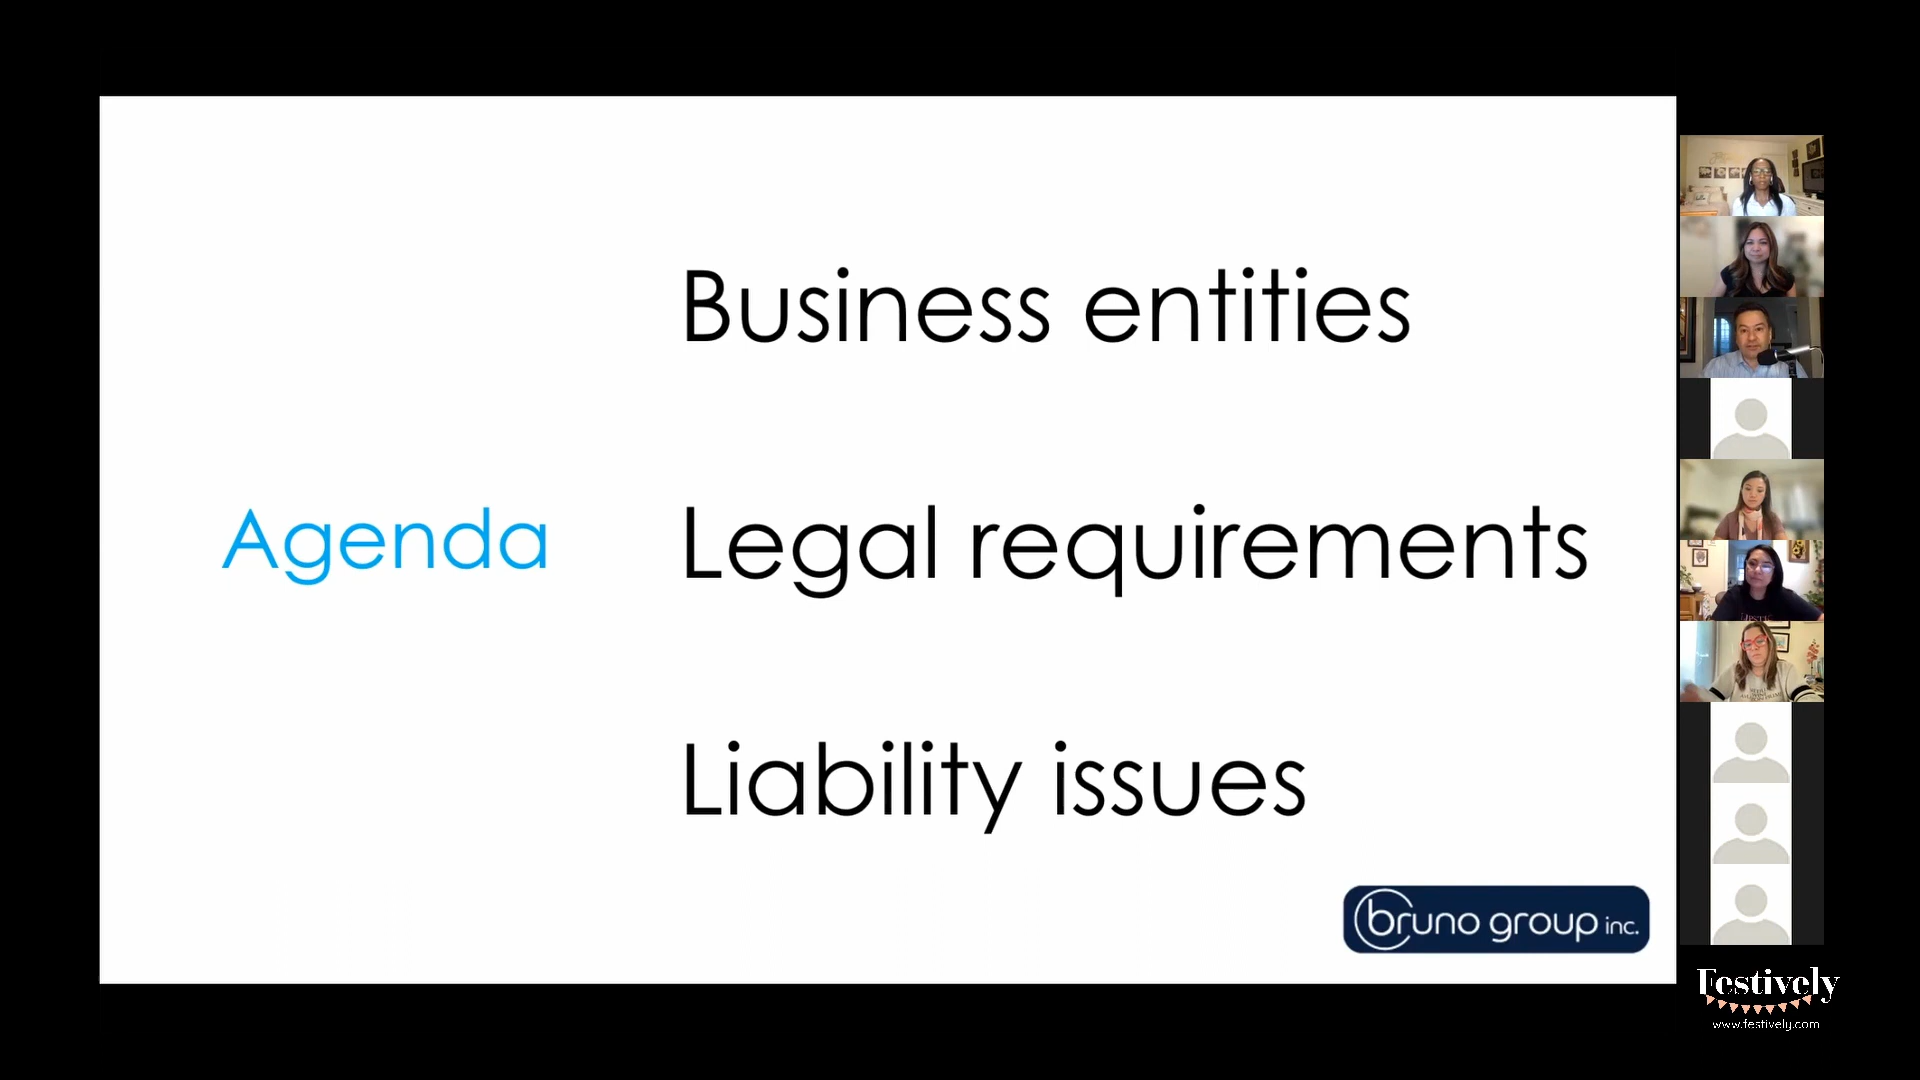 Business entities
Agenda
Legal requirements
Liability issues
bruno group inc.
Festively
www.festively.com